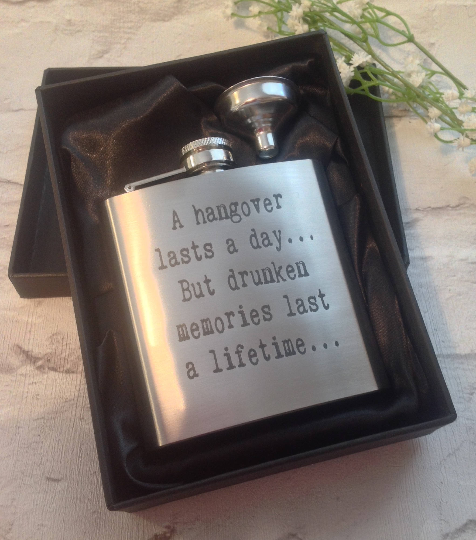 A hangover
lasts a day...
But drunken
memories last
a lifetime...